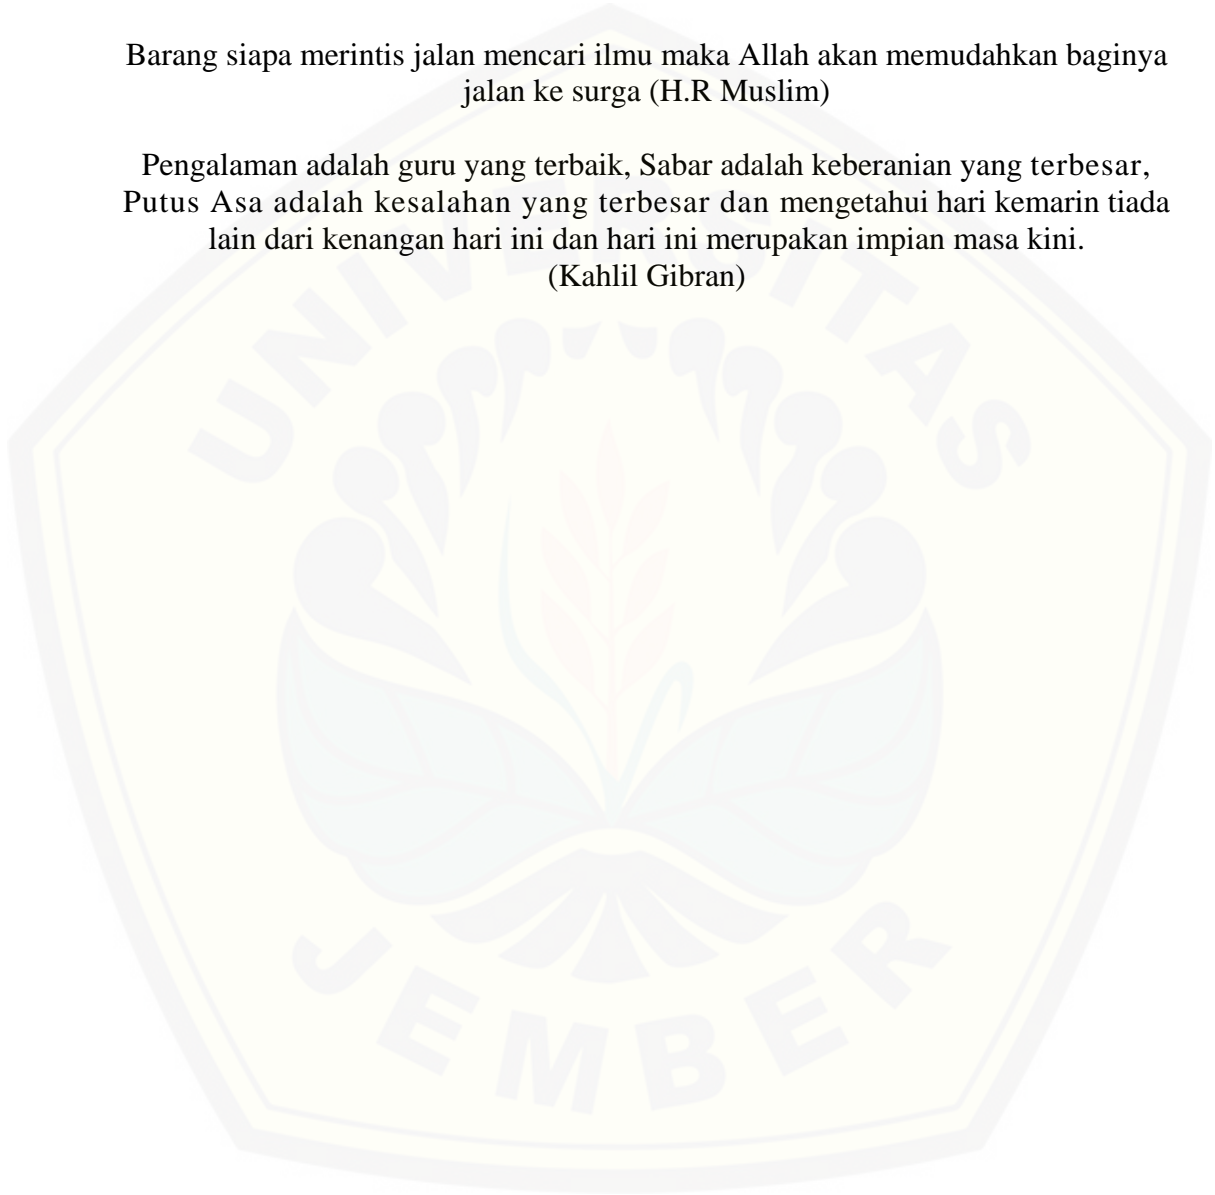 Barang siapa merintis jalan mencari ilmu maka Allah akan memudahkan baginya
jalan ke surga (H.R Muslim)
Pengalaman adalah guru yang terbaik, Sabar adalah keberanian yang terbesar,
Putus Asa adalah kesalahan yang terbesar dan mengetahui hari kemarin tiada
lain dari kenangan hari ini dan hari ini merupakan impian masa kini.
(Kahlil Gibran)
UNIVERSITAS
JEMBER